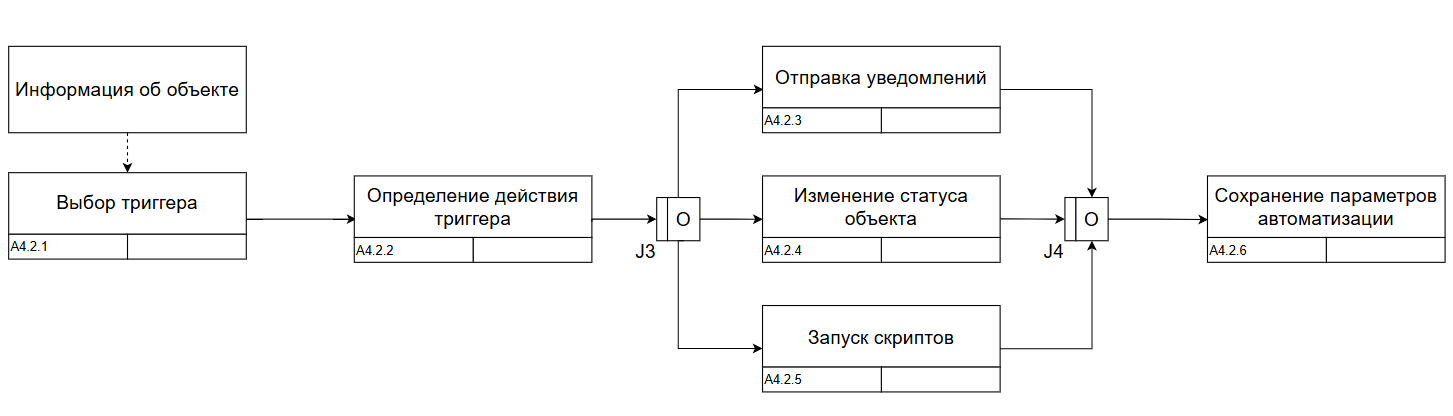 Информация об объекте
Выбор триггера
A4.2.1
Определение действия
триггера
A4.2.2
O
J3
Отправка уведомлений
A4.2.3
Изменение статуса
объекта
A4.2.4
Запуск скриптов
A4.2.5
O
J4
Сохранение параметров
автоматизации
A4.2.6